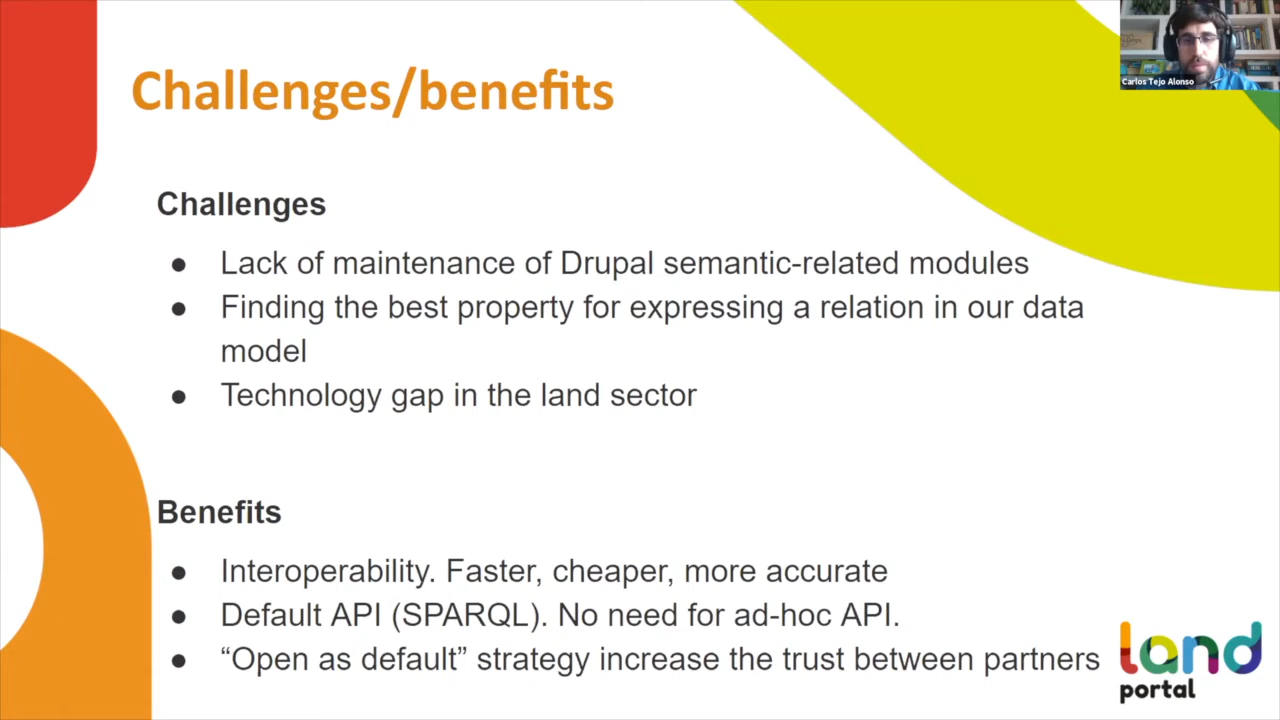 Carlos Tejo Alonso
Challenges/benefits
Challenges
● Lack of maintenance of Drupal semantic-related modules
● Finding the best property for expressing a relation in our data
model
● Technology gap in the land sector
Benefits
● Interoperability. Faster, cheaper, more accurate
● Default API (SPARQL). No need for ad-hoc API.
● “Open as default” strategy increase the trust between partners
land
portal